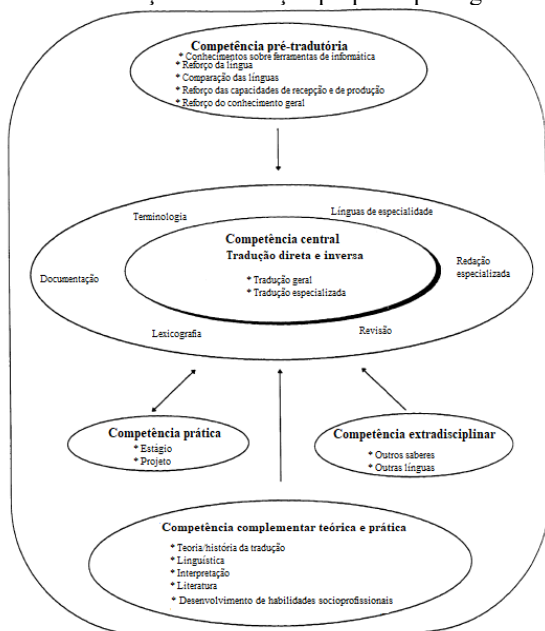 Competência pré-tradutória
* Conhecimentos sobre ferramentas de informática
* Reforço da língua
* Comparação das línguas
* Reforço das capacidades de recepção e de produção
* Reforço do conhecimento geral
Terminologia
Línguas de especialidade
Competência central
Tradução direta e inversa
* Tradução geral
* Tradução especializada
Documentação
Redação
especializada
Lexicografia
Revisão
Competência prática
* Estágio
* Projeto
Competência extradisciplinar
* Outros saberes
* Outras línguas
Competência complementar teórica e prática
* Teoria/história da tradução
* Linguística
* Interpretação
* Literatura
* Desenvolvimento de habilidades socioprofissionais